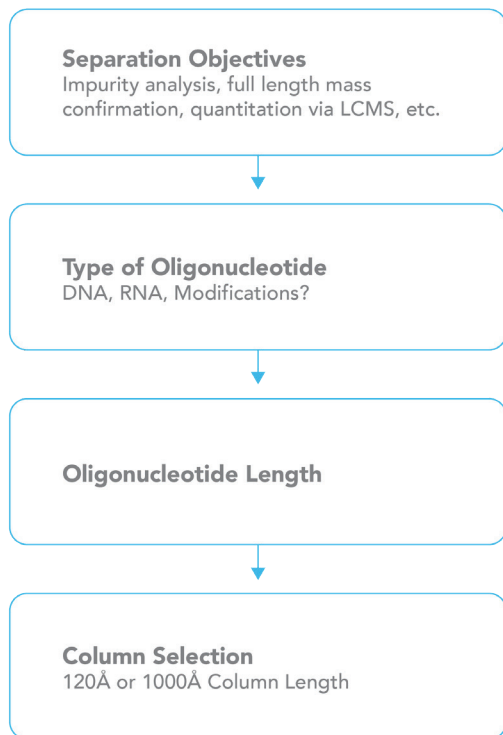 Separation Objectives
Impurity analysis, full length mass
confirmation, quantitation via LCMS, etc.
Type of Oligonucleotide
DNA, RNA, Modifications?
Oligonucleotide Length
Column Selection
120Å or 1000Å Column Length